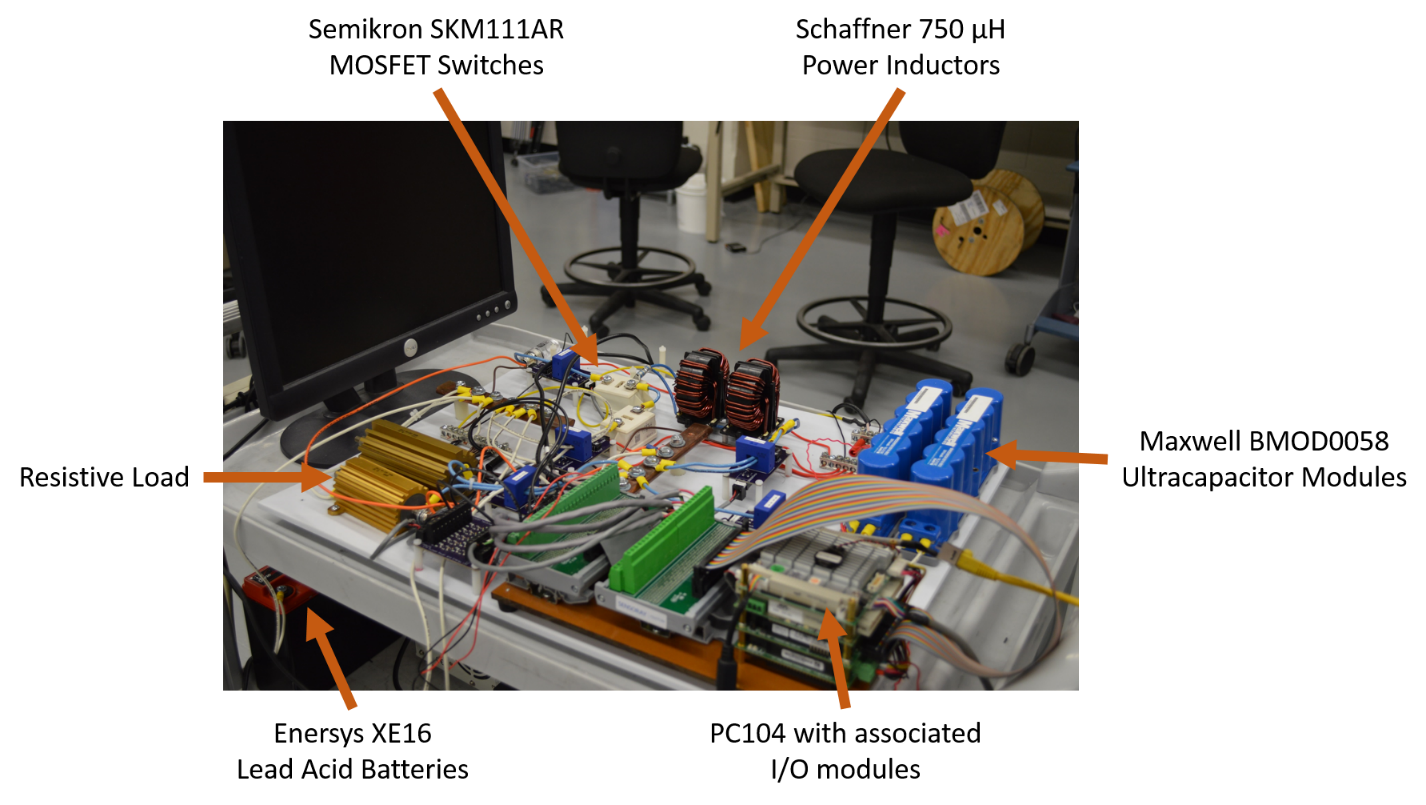 Semikron SKM111AR
MOSFET Switches
Schaffner 750 µH
Power Inductors
Resistive Load
Maxwell BMOD0058
Ultracapacitor Modules
Enersys XE16
Lead Acid Batteries
PC104 with associated
I/O modules